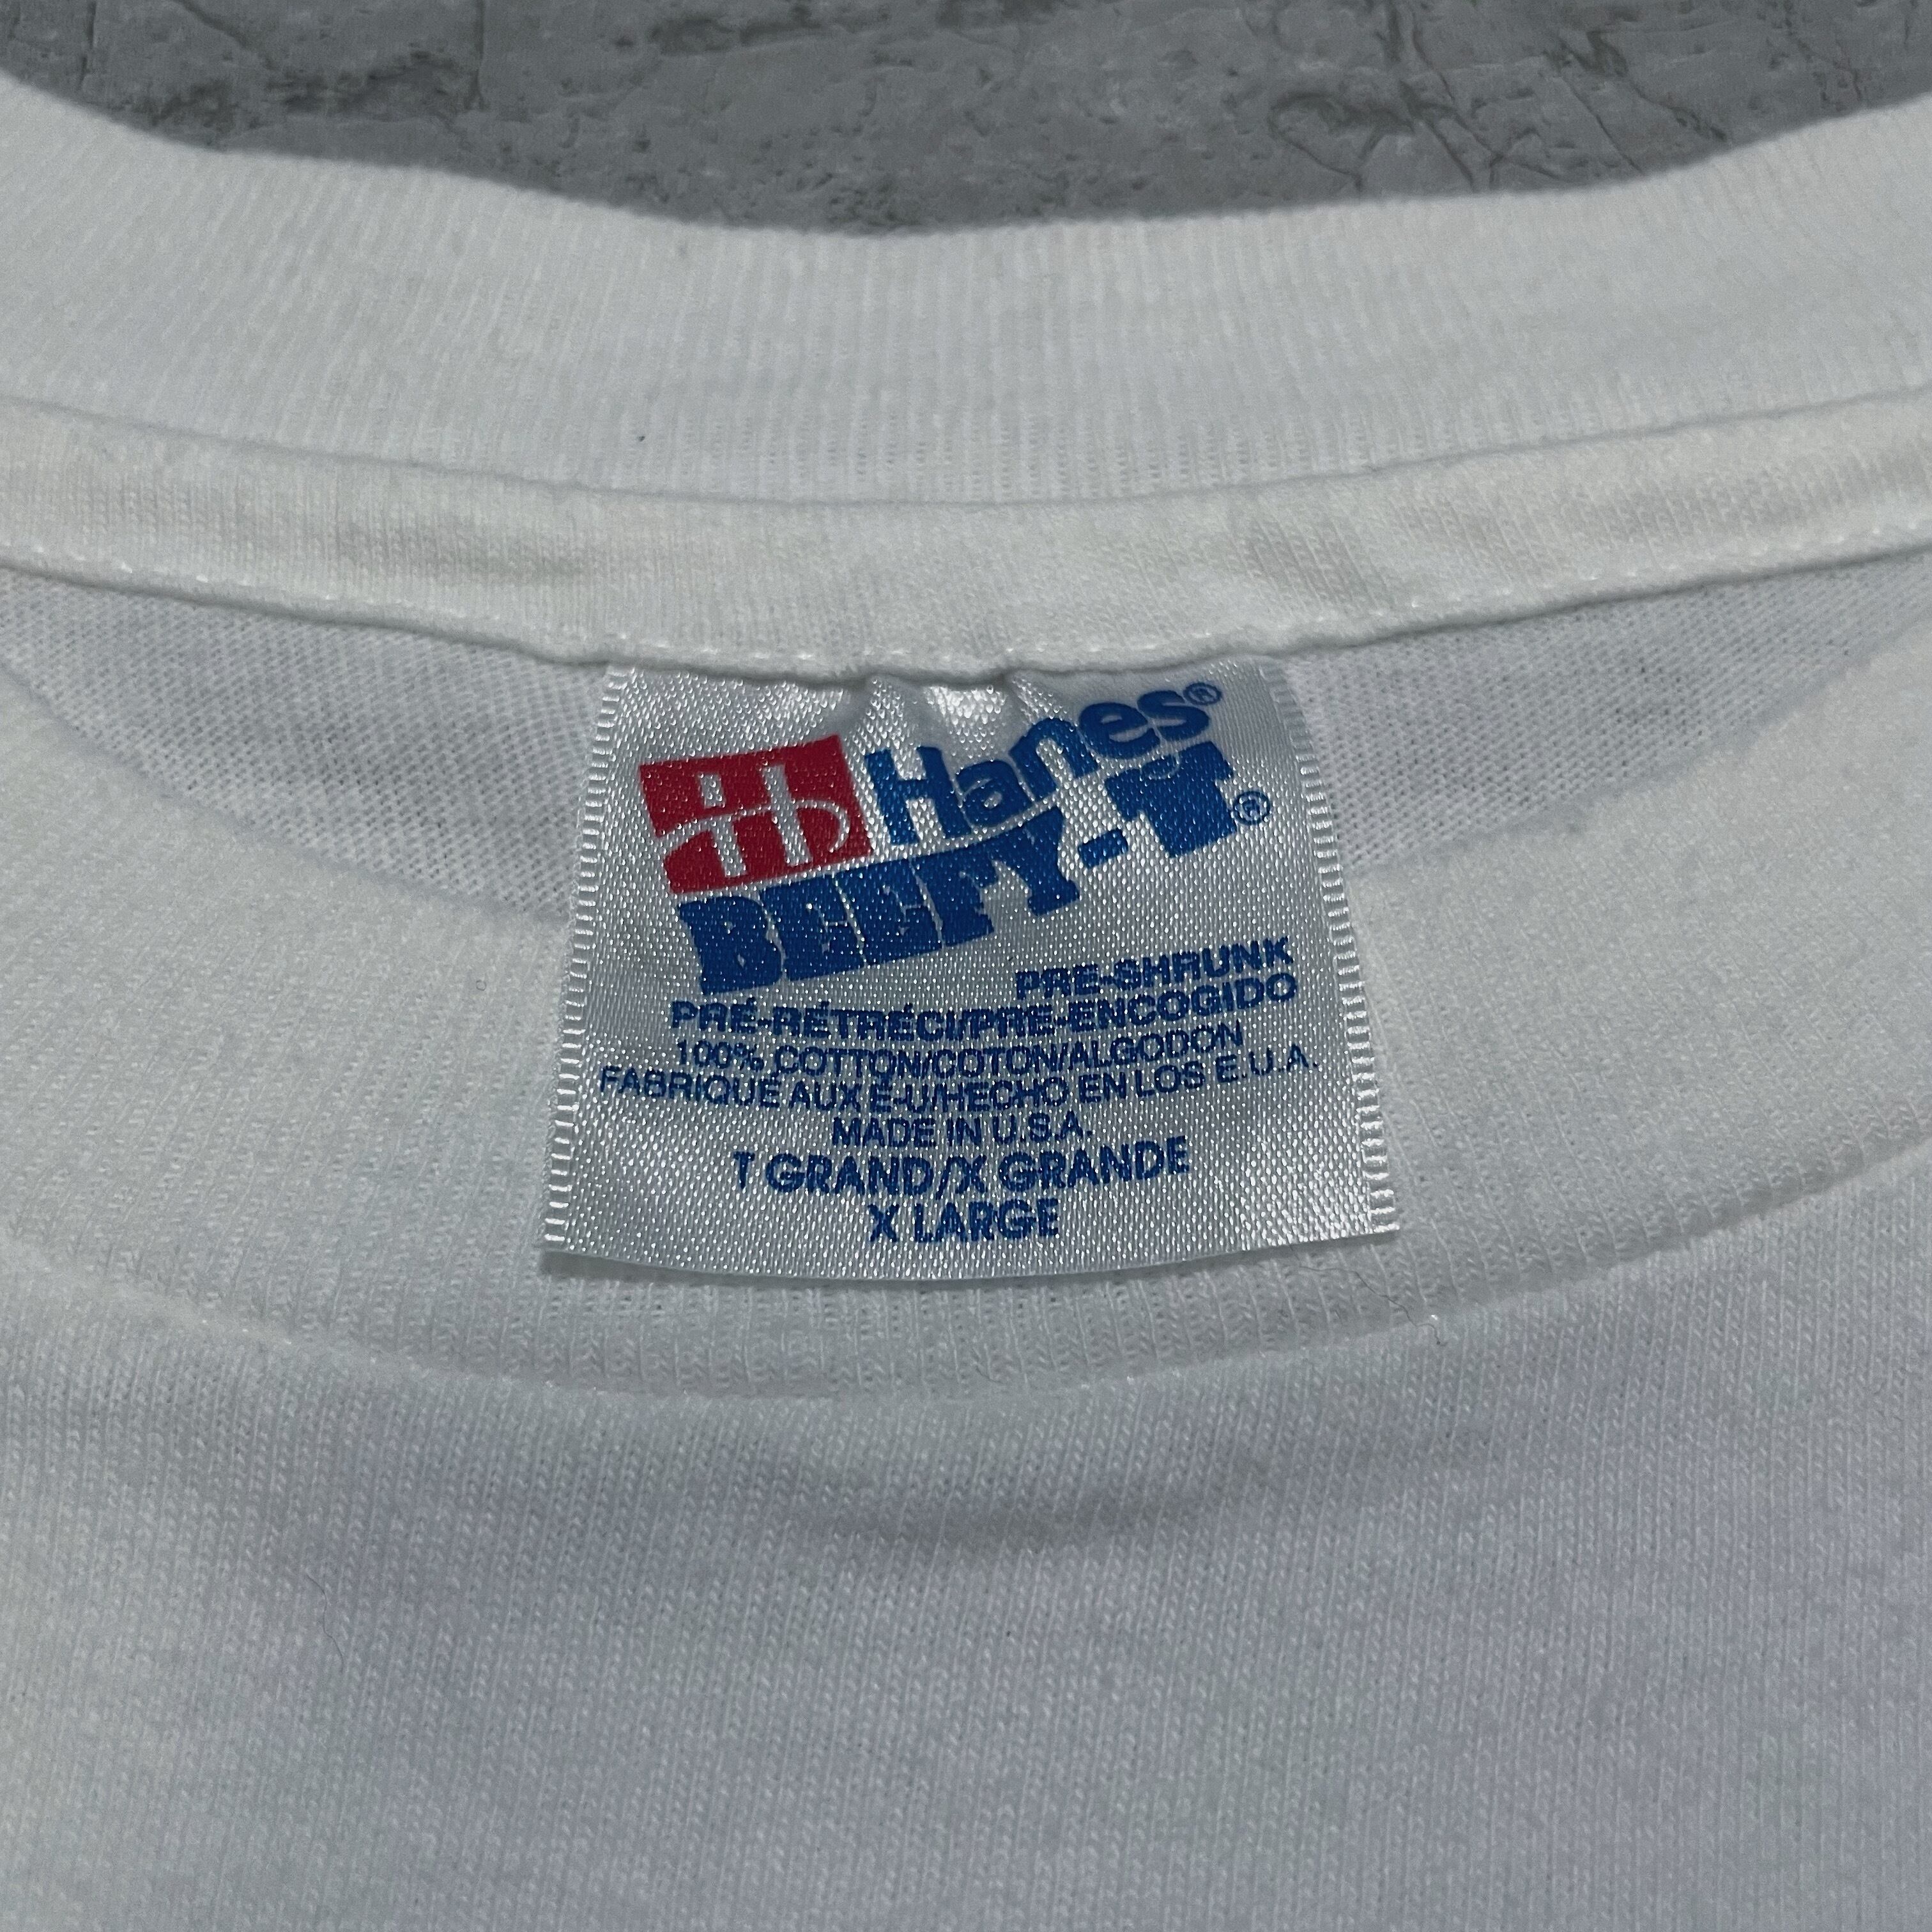 Hanes®
BEEFY-T®
PRE-SHRUNK
PRÉ-RÉTRÉCI/PRE-ENCOGIDO
100% COTTON/COTON/ALGODON
FABRIQUÉ AUX É-U/HECHO EN LOS E.U.A.
MADE IN U.S.A.
T GRAND/X GRANDE
X LARGE